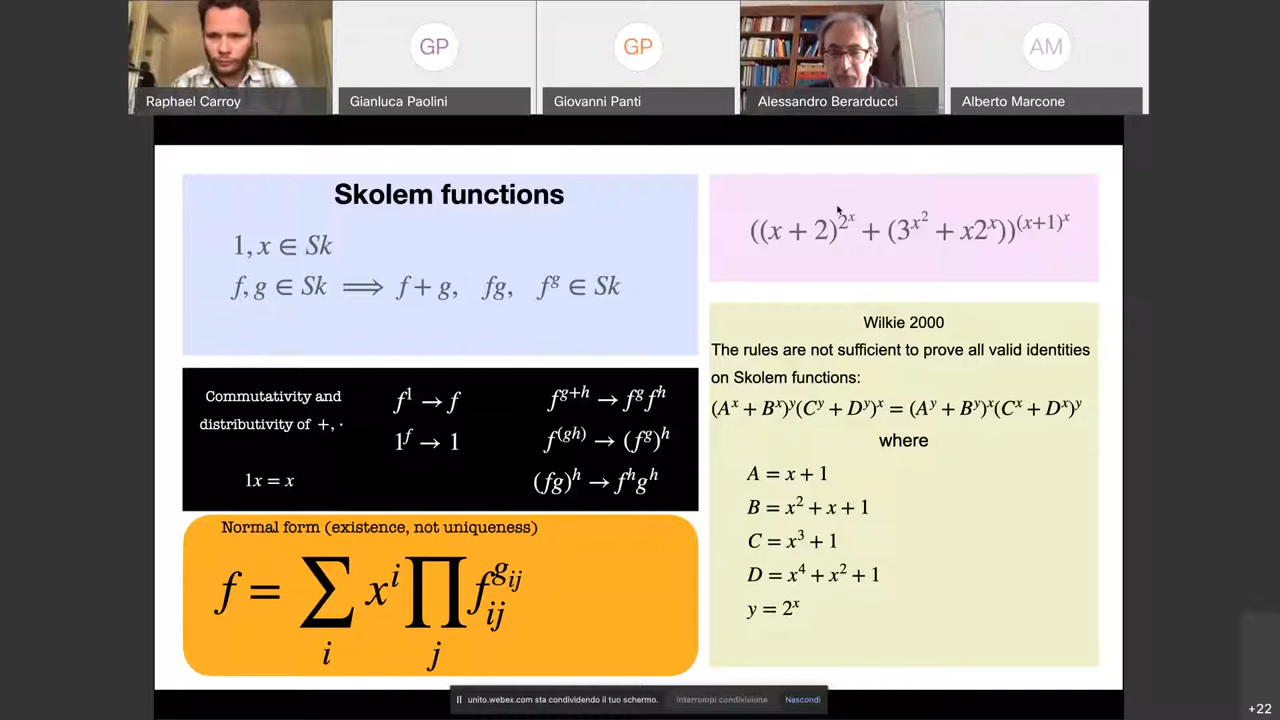 GP
GP
AM
Raphael Carroy
Gianluca Paolini
Giovanni Panti
Alessandro Berarducci
Alberto Marcone
Skolem functions
1, x ∈ Sk
f, g ∈ Sk ⟹ f + g, fg, f^g ∈ Sk
((x + 2)^{2^x} + (3^{x^2} + x2^x))^{(x+1)^x}
Commutativity and
distributivity of +, ·
1x = x
f^1 → f
1^f → 1
f^{g+h} → f^g f^h
f^{(gh)} → (f^g)^h
(fg)^h → f^h g^h
Normal form (existence, not uniqueness)
f = ∑_i x^i ∏_j f_{ij}^{g_{ij}}
Wilkie 2000
The rules are not sufficient to prove all valid identities
on Skolem functions:
(A^x + B^x)^y(C^y + D^y)^x = (A^y + B^y)^x(C^x + D^x)^y
where
A = x + 1
B = x^2 + x + 1
C = x^3 + 1
D = x^4 + x^2 + 1
y = 2^x
unito.webex.com sta condividendo il tuo schermo. Interrompi condivisione Nascondi
+22